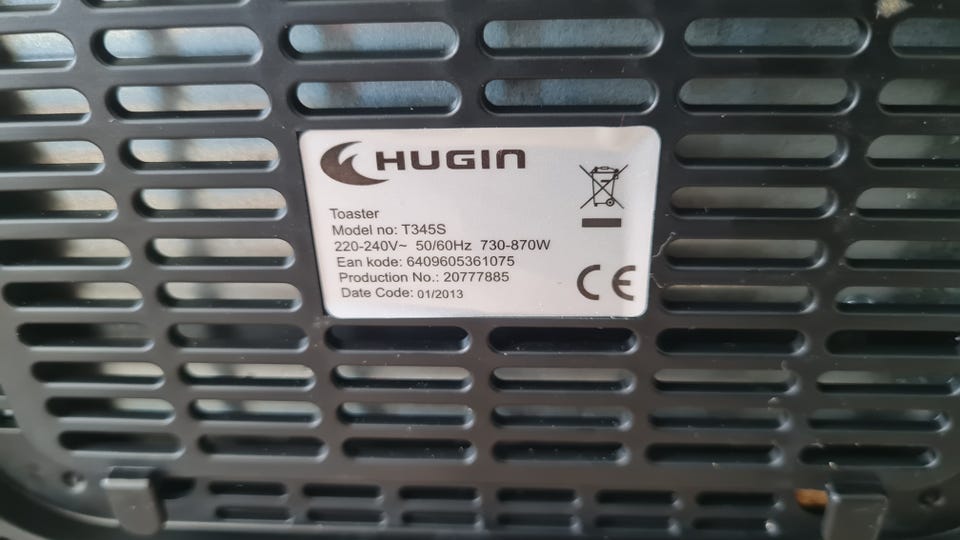 HUGIN
Toaster
Model no: T345S
220-240V~ 50/60Hz 730-870W
Ean kode: 6409605361075
Production No.: 20777885
Date Code: 01/2013
CE